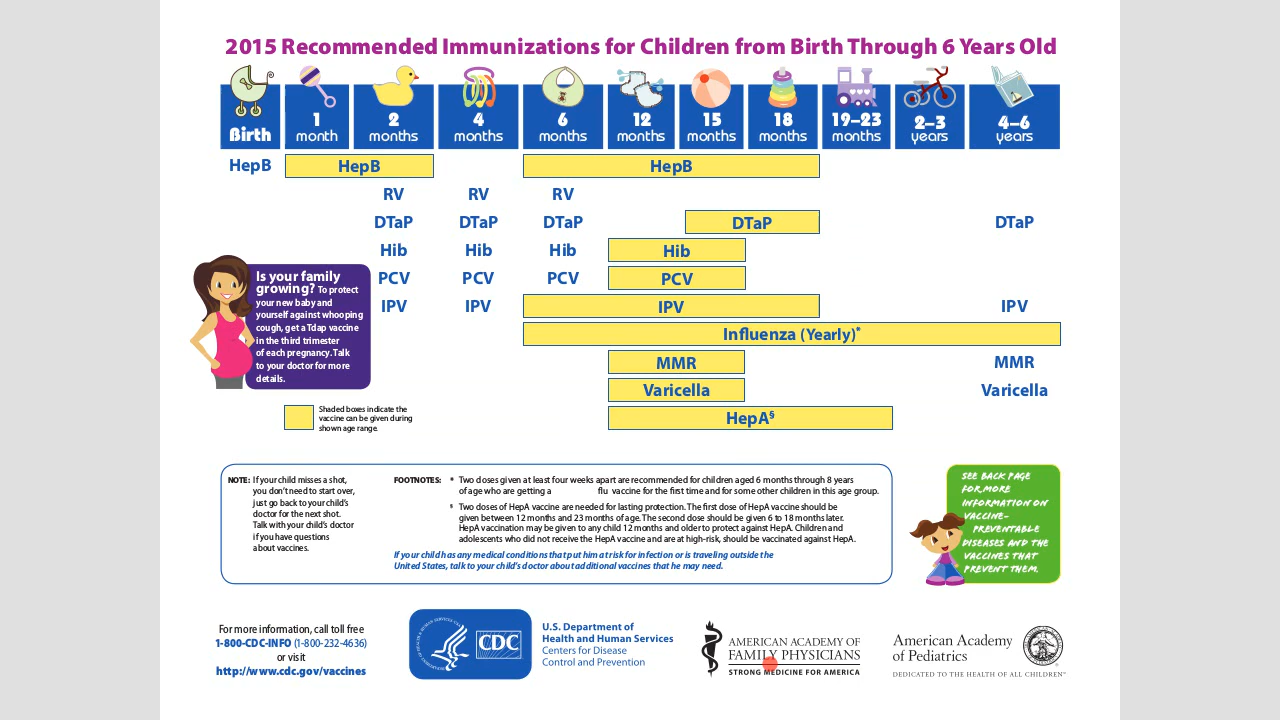 2015 Recommended Immunizations for Children from Birth Through 6 Years Old
Birth
1 month
2 months
4 months
6 months
12 months
15 months
18 months
19–23 months
2–3 years
4–6 years
HepB HepB HepB
RV RV RV
DTaP DTaP DTaP DTaP DTaP
Hib Hib Hib Hib
PCV PCV PCV PCV
IPV IPV IPV IPV
Influenza (Yearly)*
MMR MMR
Varicella Varicella
HepA§
Is your family
growing? To protect
your new baby and
yourself against whooping
cough, get a Tdap vaccine
in the third trimester
of each pregnancy. Talk
to your doctor for more
details.
Shaded boxes indicate the
vaccine can be given during
shown age range.
NOTE: If your child misses a shot,
you don't need to start over,
just go back to your child's
doctor for the next shot.
Talk with your child's doctor
if you have questions
about vaccines.
FOOTNOTES: * Two doses given at least four weeks apart are recommended for children aged 6 months through 8 years
of age who are getting a flu vaccine for the first time and for some other children in this age group.
§ Two doses of HepA vaccine are needed for lasting protection. The first dose of HepA vaccine should be
given between 12 months and 23 months of age. The second dose should be given 6 to 18 months later.
HepA vaccination may be given to any child 12 months and older to protect against HepA. Children and
adolescents who did not receive the HepA vaccine and are at high-risk, should be vaccinated against HepA.
If your child has any medical conditions that put him at risk for infection or is traveling outside the
United States, talk to your child's doctor about additional vaccines that he may need.
SEE BACK PAGE
FOR MORE
INFORMATION ON
VACCINE-
PREVENTABLE
DISEASES AND THE
VACCINES THAT
PREVENT THEM.
For more information, call toll free
1-800-CDC-INFO (1-800-232-4636)
or visit
http://www.cdc.gov/vaccines
CDC
U.S. Department of
Health and Human Services
Centers for Disease
Control and Prevention
AMERICAN ACADEMY OF
FAMILY PHYSICIANS
STRONG MEDICINE FOR AMERICA
American Academy
of Pediatrics
DEDICATED TO THE HEALTH OF ALL CHILDREN™